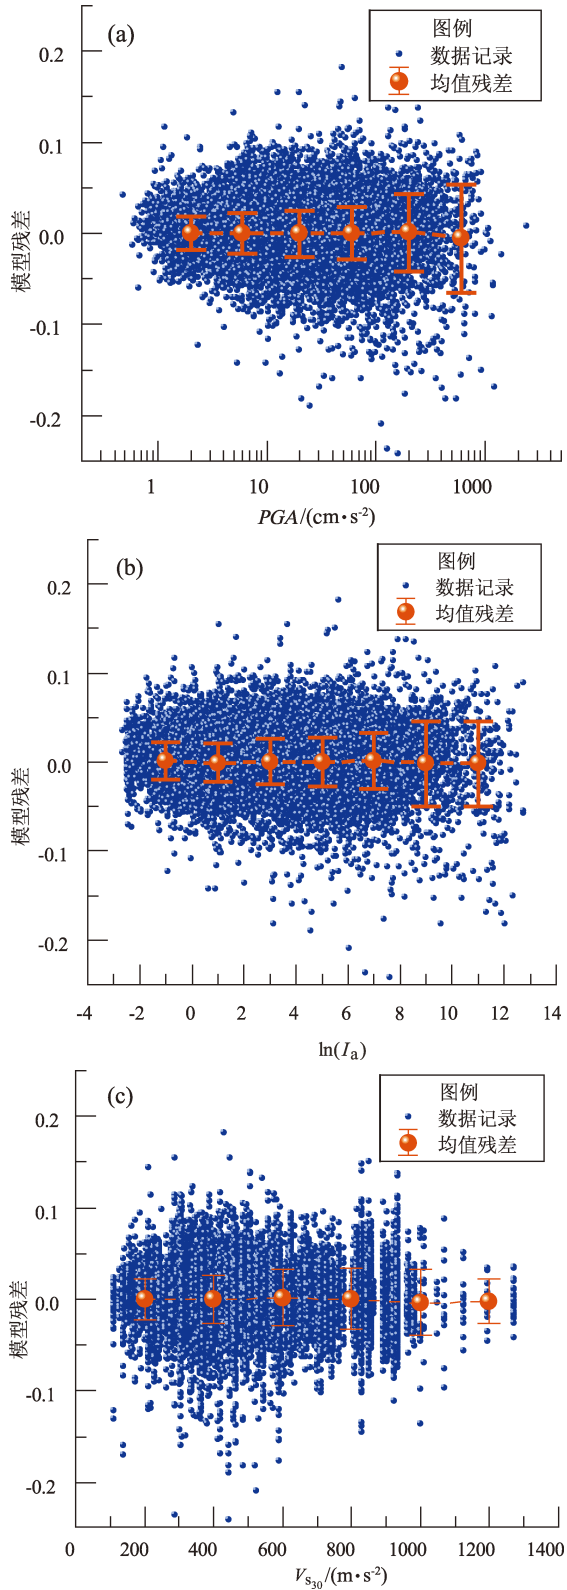 (a)
图例
数据记录
均值残差
0.2
0.1
0.0
-0.1
-0.2
模型残差
1 10 100 1000
PGA/(cm·s-2)
(b)
图例
数据记录
均值残差
0.2
0.1
0.0
-0.1
-0.2
模型残差
-4 -2 0 2 4 6 8 10 12 14
ln(Ia)
(c)
图例
数据记录
均值残差
0.2
0.1
0.0
-0.1
-0.2
模型残差
0 200 400 600 800 1000 1200 1400
VS30/(m·s-2)